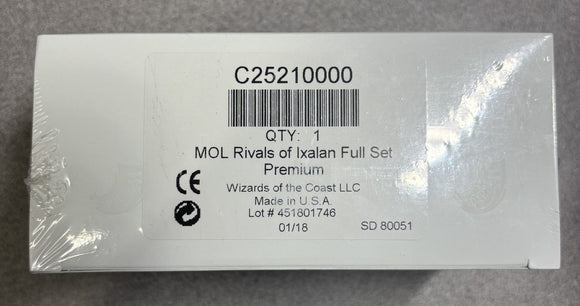 C25210000
QTY: 1
MOL Rivals of Ixalan Full Set
Premium
CE
Wizards of the Coast LLC
Made in U.S.A.
Lot # 451801746
01/18
SD 80051